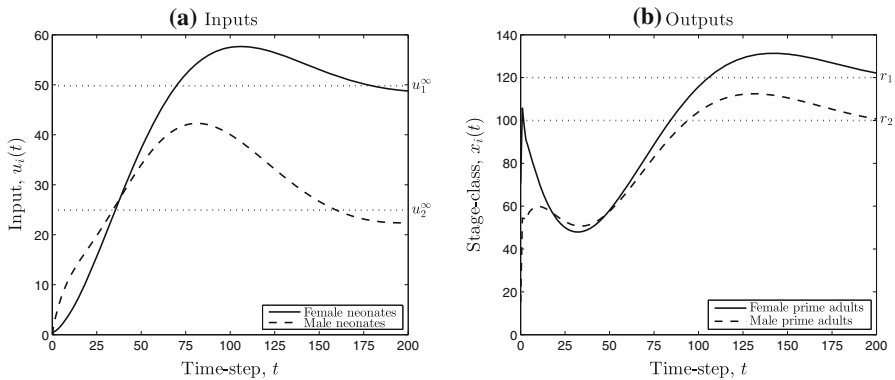 (a) Inputs
60
50
40
30
20
10
0
Input, u_i(t)
u_1^∞
u_2^∞
Female neonates
Male neonates
0 25 50 75 100 125 150 175 200
Time-step, t
(b) Outputs
140
120
100
80
60
40
20
0
Stage-class, x_i(t)
r_1
r_2
Female prime adults
Male prime adults
0 25 50 75 100 125 150 175 200
Time-step, t